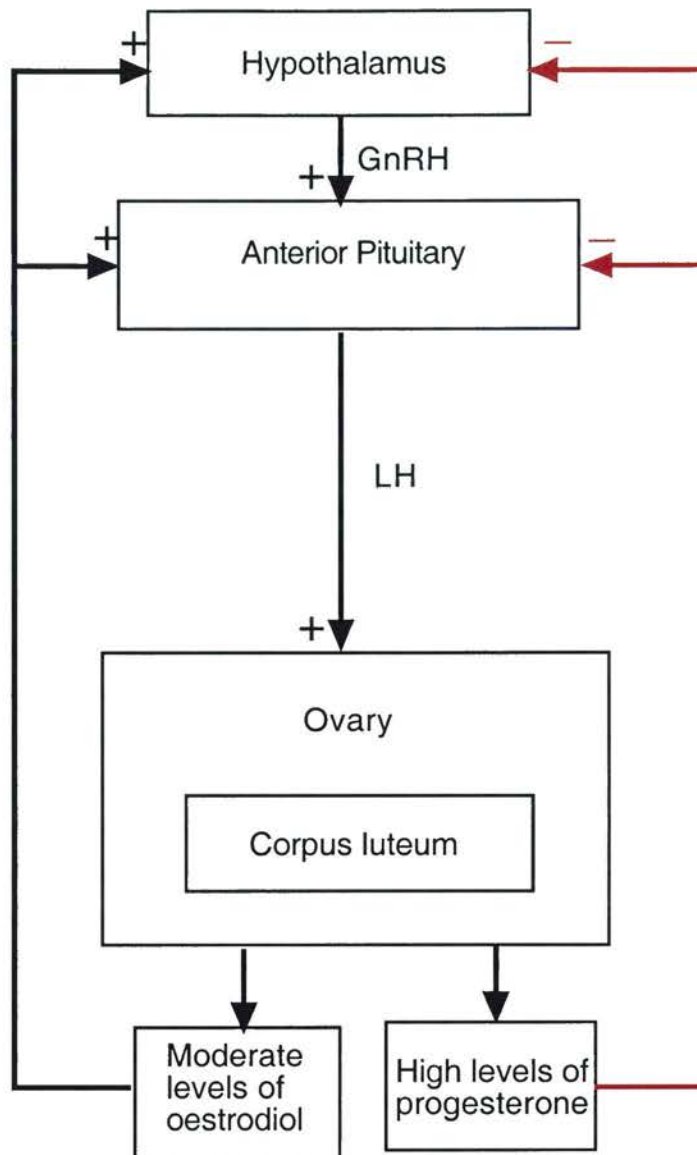 +
−
Hypothalamus
GnRH
+
+
−
Anterior Pituitary
LH
+
Ovary
Corpus luteum
Moderate
levels of
oestrodiol
High levels of
progesterone